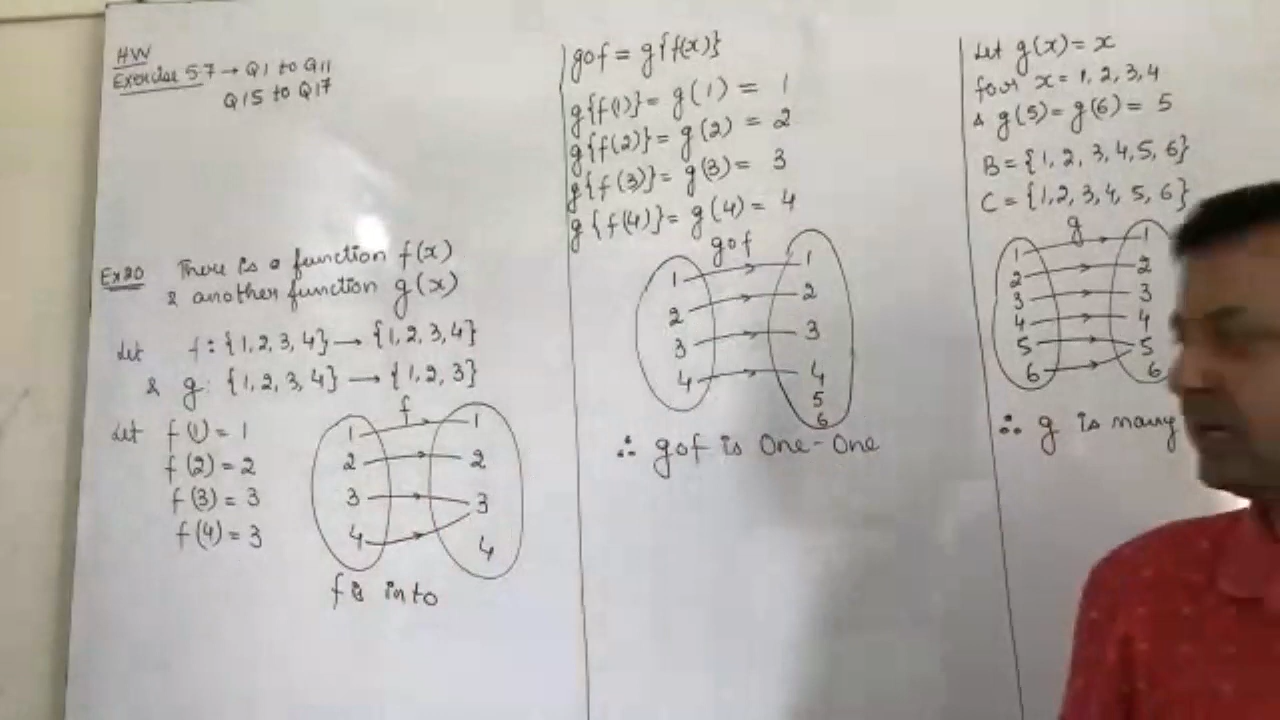 HW
Exercise 5.7 → Q1 to Q11
Q15 to Q17
Ex20 There is a function f(x)
& another function g(x)
Let f: {1, 2, 3, 4} → {1, 2, 3, 4}
& g: {1, 2, 3, 4} → {1, 2, 3}
Let f(1) = 1
f(2) = 2
f(3) = 3
f(4) = 3
f
1 1
2 2
3 3
4 4
f is into
gof = g{f(x)}
g{f(1)} = g(1) = 1
g{f(2)} = g(2) = 2
g{f(3)} = g(3) = 3
g{f(4)} = g(4) = 4
gof
1 1
2 2
3 3
4 4
5
6
∴ gof is One-One
Let g(x) = x
for x = 1, 2, 3, 4
& g(5) = g(6) = 5
B = {1, 2, 3, 4, 5, 6}
C = {1, 2, 3, 4, 5, 6}
g
1 1
2 2
3 3
4 4
5 5
6 6
∴ g is many